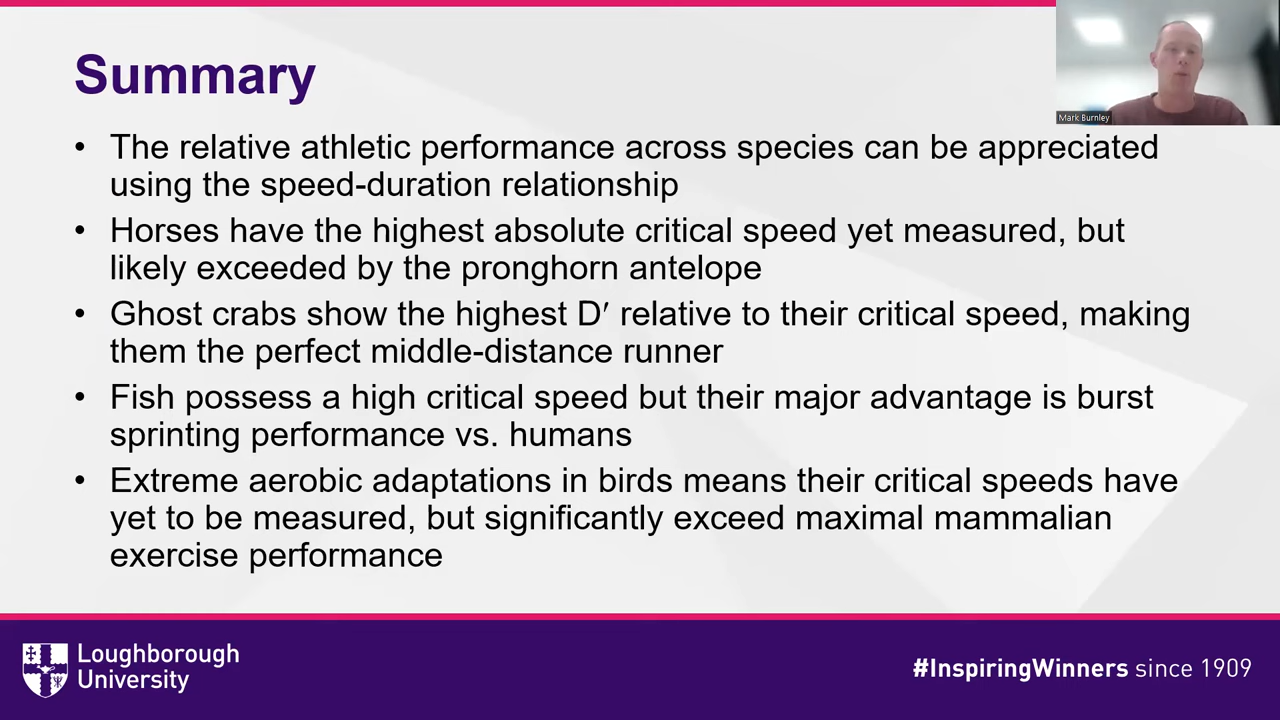 Summary
Mark Burnley
• The relative athletic performance across species can be appreciated
using the speed-duration relationship
• Horses have the highest absolute critical speed yet measured, but
likely exceeded by the pronghorn antelope
• Ghost crabs show the highest D′ relative to their critical speed, making
them the perfect middle-distance runner
• Fish possess a high critical speed but their major advantage is burst
sprinting performance vs. humans
• Extreme aerobic adaptations in birds means their critical speeds have
yet to be measured, but significantly exceed maximal mammalian
exercise performance
Loughborough
University
#InspiringWinners since 1909